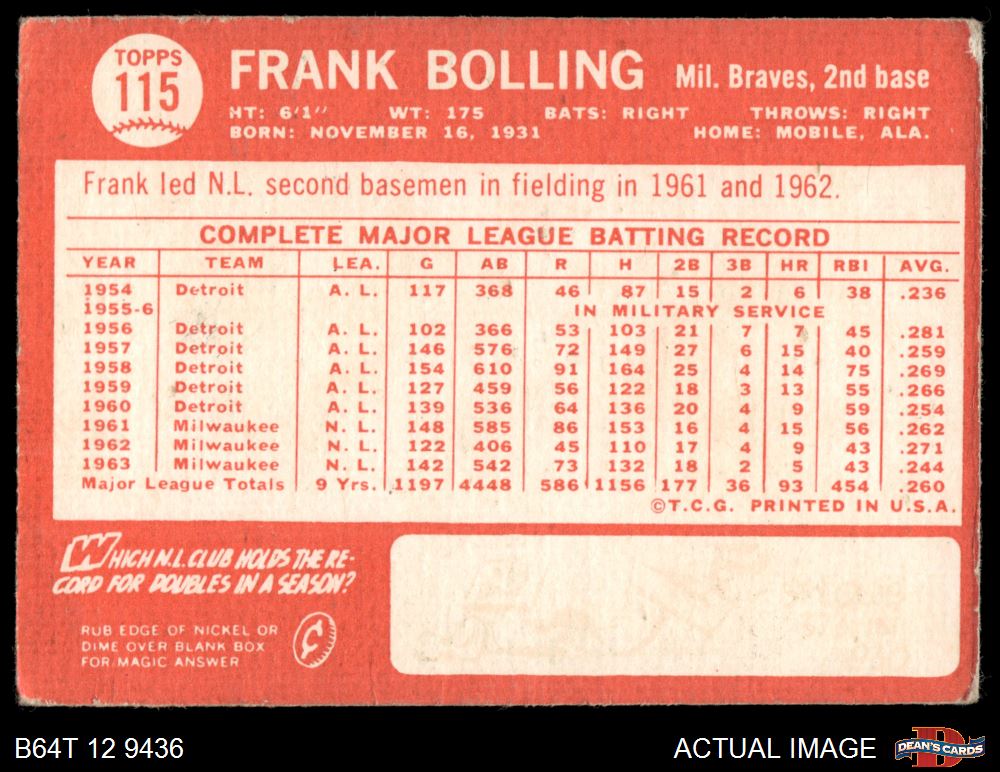 TOPPS
115
FRANK BOLLING Mil. Braves, 2nd base
HT: 6'1" WT: 175 BATS: RIGHT THROWS: RIGHT
BORN: NOVEMBER 16, 1931 HOME: MOBILE, ALA.
Frank led N.L. second basemen in fielding in 1961 and 1962.
COMPLETE MAJOR LEAGUE BATTING RECORD
YEAR TEAM LEA. G AB R H 2B 3B HR RBI AVG.
1954 Detroit A. L. 117 368 46 87 15 2 6 38 .236
1955-6 IN MILITARY SERVICE
1956 Detroit A. L. 102 366 53 103 21 7 7 45 .281
1957 Detroit A. L. 146 576 72 149 27 6 15 40 .259
1958 Detroit A. L. 154 610 91 164 25 4 14 75 .269
1959 Detroit A. L. 127 459 56 122 18 3 13 55 .266
1960 Detroit A. L. 139 536 64 136 20 4 9 59 .254
1961 Milwaukee N. L. 148 585 86 153 16 4 15 56 .262
1962 Milwaukee N. L. 122 406 45 110 17 4 9 43 .271
1963 Milwaukee N. L. 142 542 73 132 18 2 5 43 .244
Major League Totals 9 Yrs. 1197 4448 586 1156 177 36 93 454 .260
©T.C.G. PRINTED IN U.S.A.
WHICH N.L. CLUB HOLDS THE RE-
CORD FOR DOUBLES IN A SEASON?
RUB EDGE OF NICKEL OR
DIME OVER BLANK BOX
FOR MAGIC ANSWER
B64T 12 9436 ACTUAL IMAGE DEAN'S CARDS